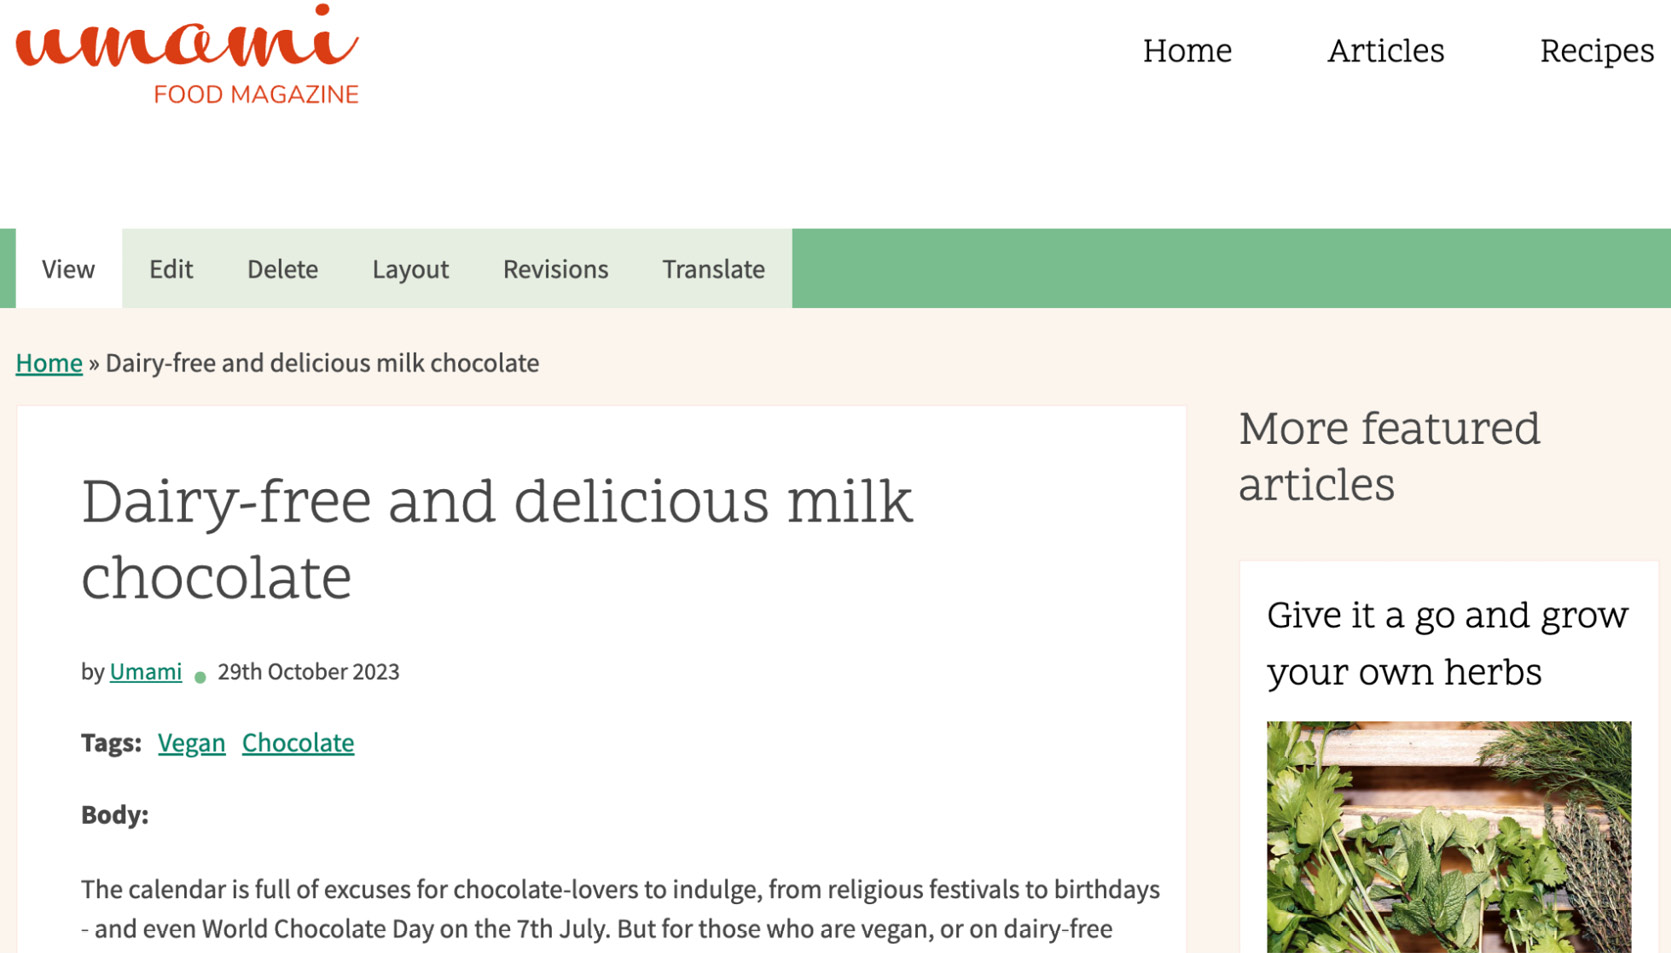 umami
FOOD MAGAZINE
Home Articles Recipes
View Edit Delete Layout Revisions Translate
Home » Dairy-free and delicious milk chocolate
Dairy-free and delicious milk
chocolate
by Umami 29th October 2023
Tags: Vegan Chocolate
Body:
The calendar is full of excuses for chocolate-lovers to indulge, from religious festivals to birthdays
- and even World Chocolate Day on the 7th July. But for those who are vegan, or on dairy-free
More featured
articles
Give it a go and grow
your own herbs